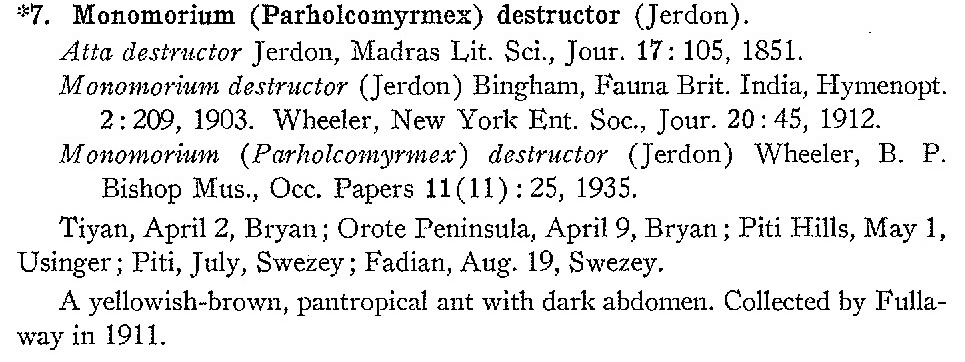 *7. Monomorium (Parholcomyrmex) destructor (Jerdon).
Atta destructor Jerdon, Madras Lit. Sci., Jour. 17: 105, 1851.
Monomorium destructor (Jerdon) Bingham, Fauna Brit. India, Hymenopt.
2: 209, 1903. Wheeler, New York Ent. Soc., Jour. 20: 45, 1912.
Monomorium (Parholcomyrmex) destructor (Jerdon) Wheeler, B. P.
Bishop Mus., Occ. Papers 11(11): 25, 1935.
Tiyan, April 2, Bryan; Orote Peninsula, April 9, Bryan; Piti Hills, May 1,
Usinger; Piti, July, Swezey; Fadian, Aug. 19, Swezey.
A yellowish-brown, pantropical ant with dark abdomen. Collected by Fulla-
way in 1911.